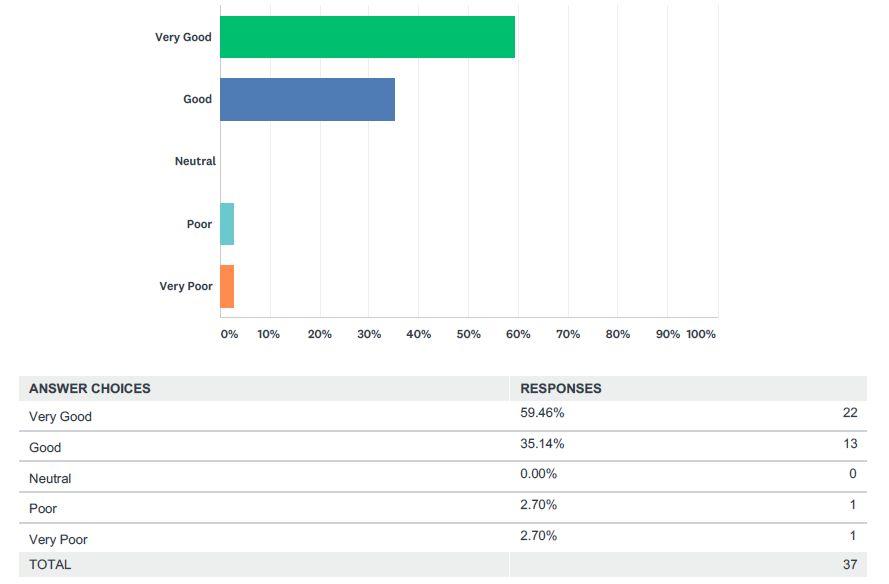 Very Good
Good
Neutral
Poor
Very Poor
0% 10% 20% 30% 40% 50% 60% 70% 80% 90% 100%
ANSWER CHOICES RESPONSES
Very Good 59.46% 22
Good 35.14% 13
Neutral 0.00% 0
Poor 2.70% 1
Very Poor 2.70% 1
TOTAL 37